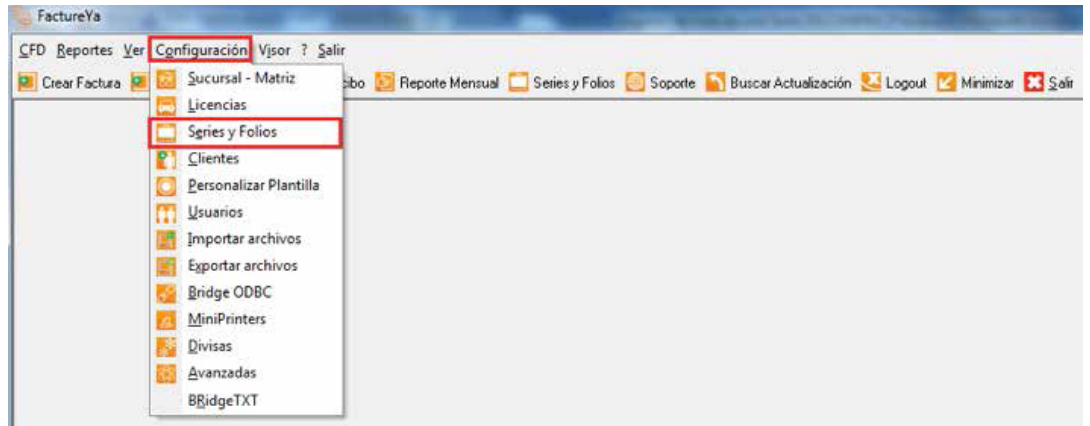 FactureYa
CFD Reportes Ver Configuración Visor ? Salir
Crear Factura cibo Reporte Mensual Series y Folios Soporte Buscar Actualización Logout Minimizar Salir
Sucursal - Matriz
Licencias
Series y Folios
Clientes
Personalizar Plantilla
Usuarios
Importar archivos
Exportar archivos
Bridge ODBC
MiniPrinters
Divisas
Avanzadas
BRidgeTXT